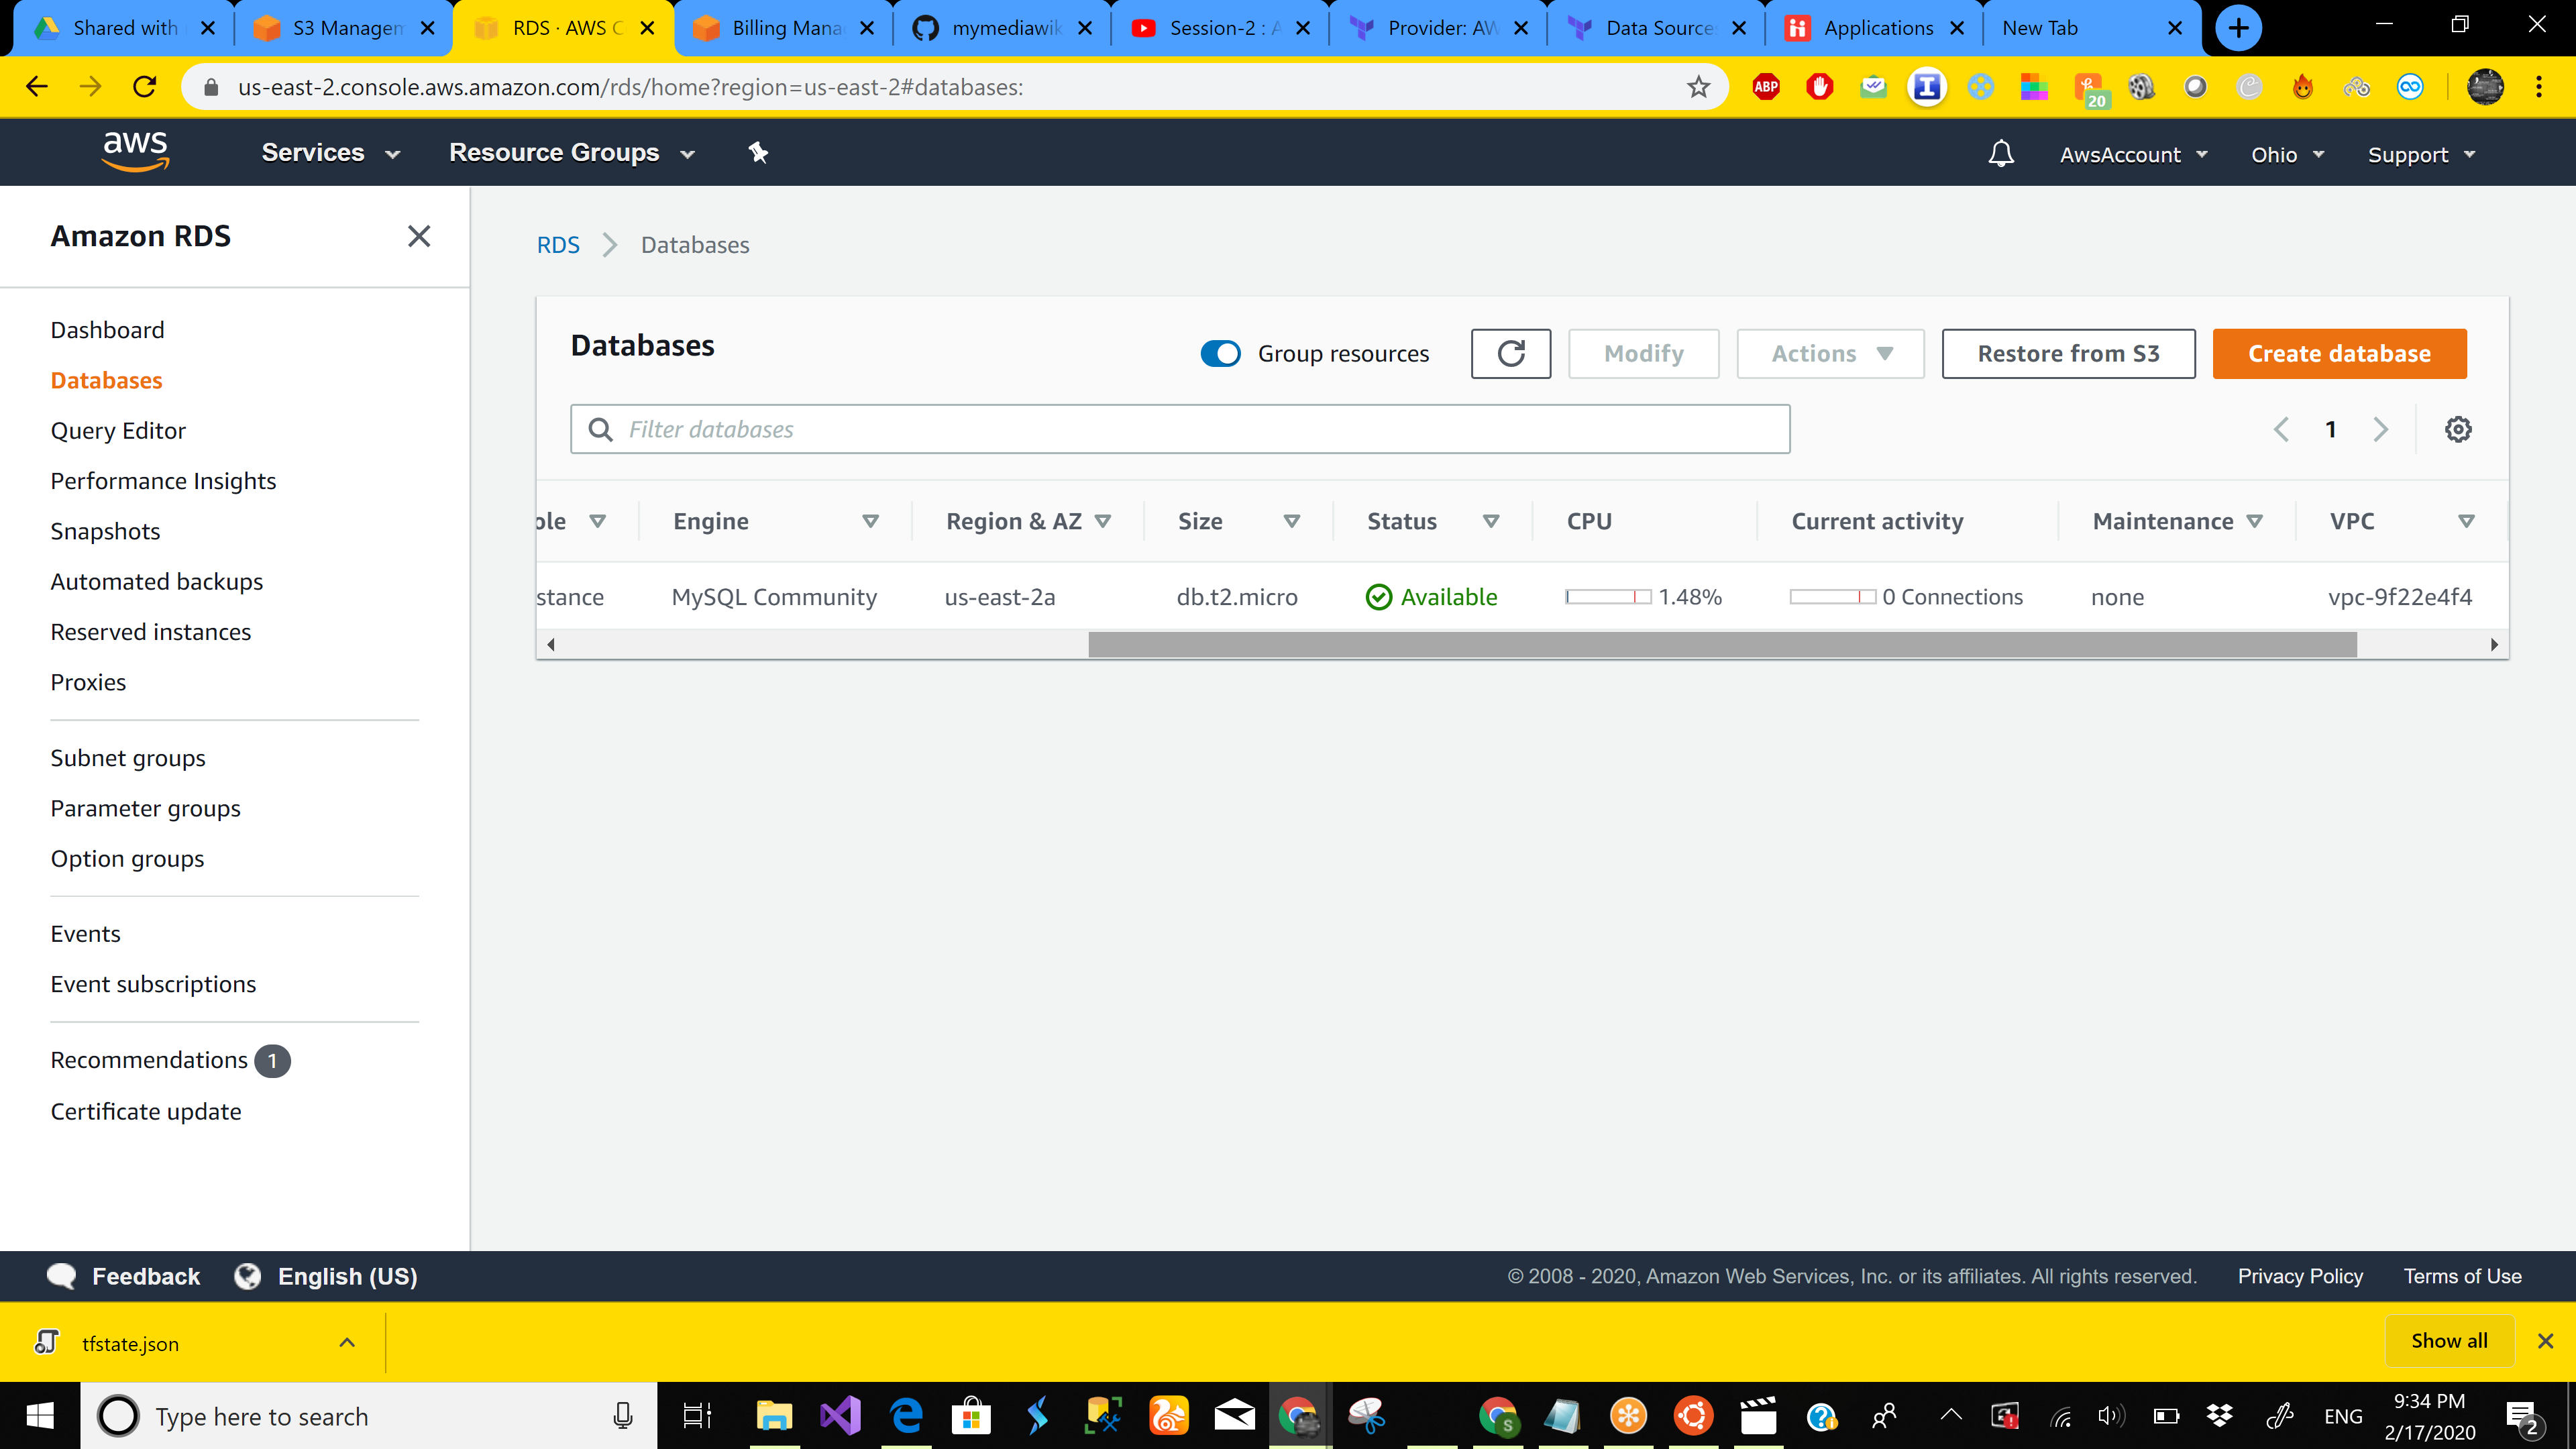 Shared with
S3 Managem
RDS · AWS C
Billing Mana
mymediawik
Session-2 : A
Provider: AW
Data Source
Applications
New Tab
us-east-2.console.aws.amazon.com/rds/home?region=us-east-2#databases:
ABP
20
aws
Services
Resource Groups
AwsAccount
Ohio
Support
Amazon RDS
Dashboard
Databases
Query Editor
Performance Insights
Snapshots
Automated backups
Reserved instances
Proxies
Subnet groups
Parameter groups
Option groups
Events
Event subscriptions
Recommendations 1
Certificate update
RDS
Databases
Databases
Group resources
Modify
Actions
Restore from S3
Create database
Filter databases
1
ole
Engine
Region & AZ
Size
Status
CPU
Current activity
Maintenance
VPC
stance
MySQL Community
us-east-2a
db.t2.micro
Available
1.48%
0 Connections
none
vpc-9f22e4f4
Feedback
English (US)
© 2008 - 2020, Amazon Web Services, Inc. or its affiliates. All rights reserved.
Privacy Policy
Terms of Use
tfstate.json
Show all
Type here to search
S
ENG
9:34 PM
2/17/2020
2